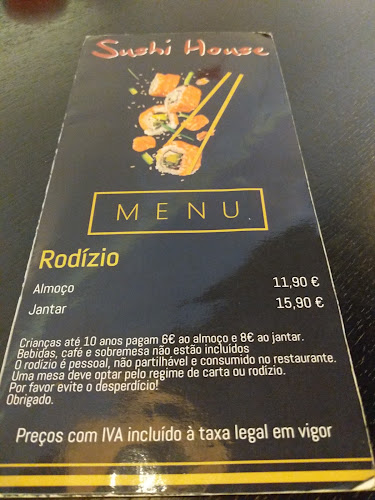 Sushi House
MENU
Rodízio
Almoço 11,90 €
Jantar 15,90 €
Crianças até 10 anos pagam 6€ ao almoço e 8€ ao jantar.
Bebidas, café e sobremesa não estão incluídos
O rodízio é pessoal, não partilhável e consumido no restaurante.
Uma mesa deve optar pelo regime de carta ou rodízio.
Por favor evite o desperdício!
Obrigado.
Preços com IVA incluído à taxa legal em vigor